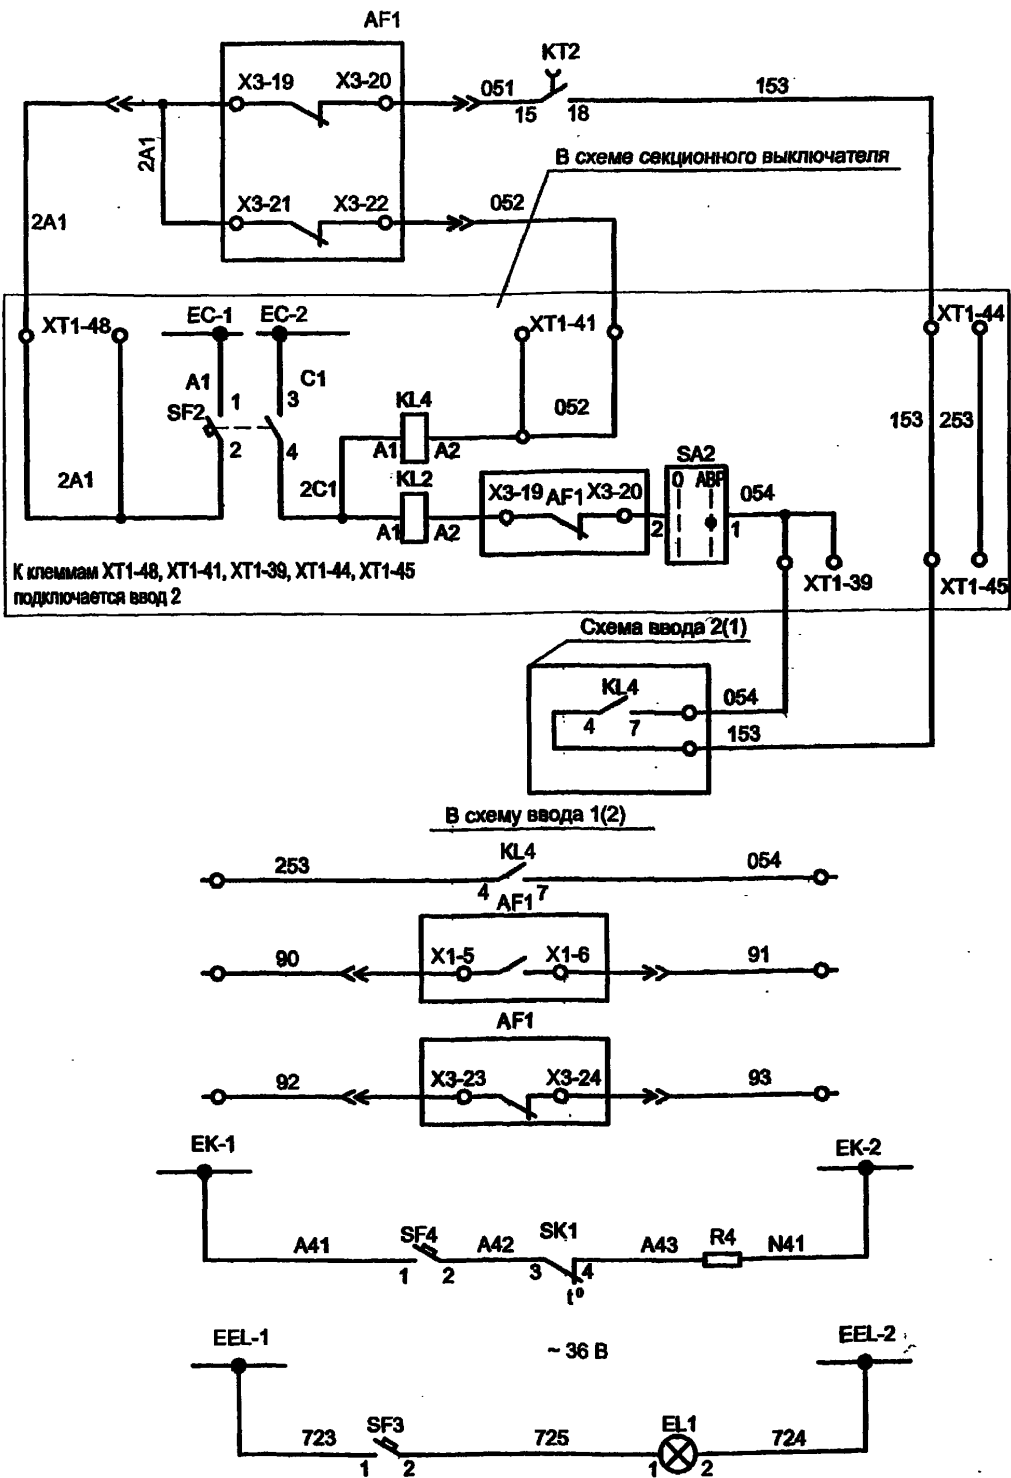 AF1
X3-19 X3-20
051
KT2
15 18
153
2A1
В схеме секционного выключателя
X3-21 X3-22
052
2A1
XT1-48
EC-1 EC-2
XT1-41
XT1-44
A1
1
C1
3
SF2
2
4
KL4
A1 A2
052
153 253
2A1
2C1
KL2
A1 A2
X3-19 AF1 X3-20
SA2
О АВР
2 1
054
К клеммам XT1-48, XT1-41, XT1-39, XT1-44, XT1-45
подключается ввод 2
XT1-39
XT1-45
Схема ввода 2(1)
KL4
4 7
054
153
В схему ввода 1(2)
253
KL4
4 7
054
AF1
90
X1-5 X1-6
91
AF1
92
X3-23 X3-24
93
EK-1
EK-2
A41
SF4
1 2
A42
SK1
3 4
t°
A43
R4
N41
EEL-1
~ 36 В
EEL-2
723
SF3
1 2
725
EL1
1 2
724